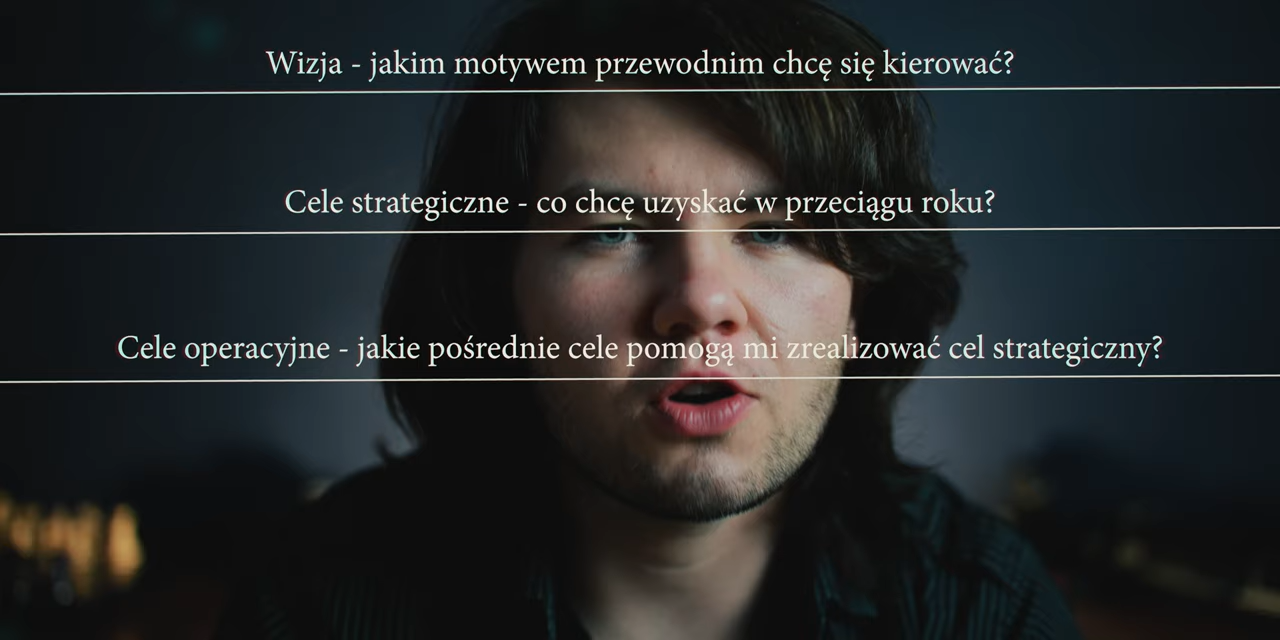 Wizja - jakim motywem przewodnim chcę się kierować?
Cele strategiczne - co chcę uzyskać w przeciągu roku?
Cele operacyjne - jakie pośrednie cele pomogą mi zrealizować cel strategiczny?